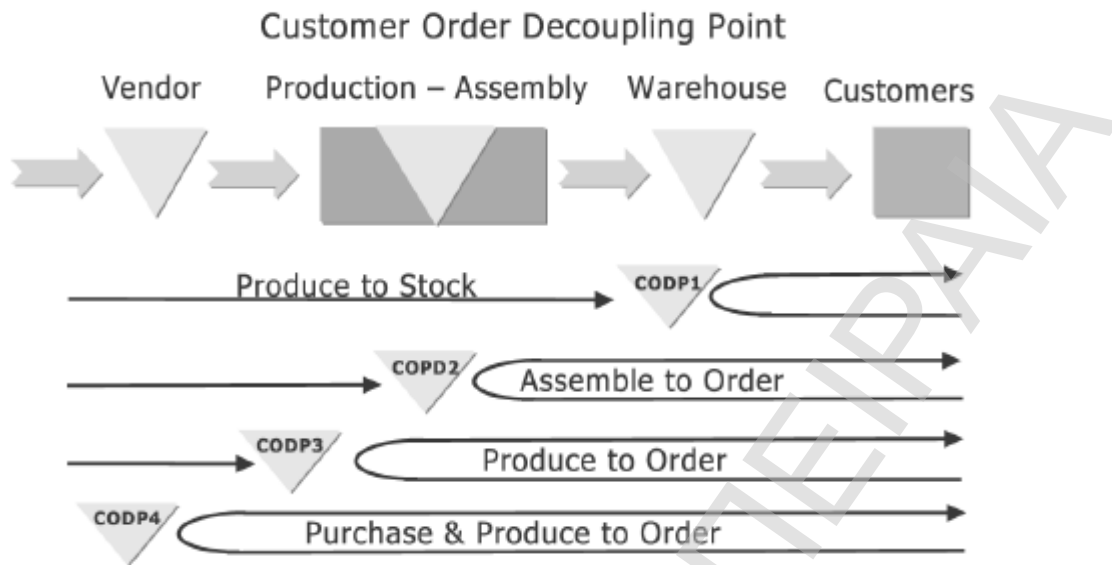 Customer Order Decoupling Point
Vendor Production – Assembly Warehouse Customers
Produce to Stock CODP1
COPD2 Assemble to Order
CODP3 Produce to Order
CODP4 Purchase & Produce to Order
ΠΕΙΡΑΙΑ